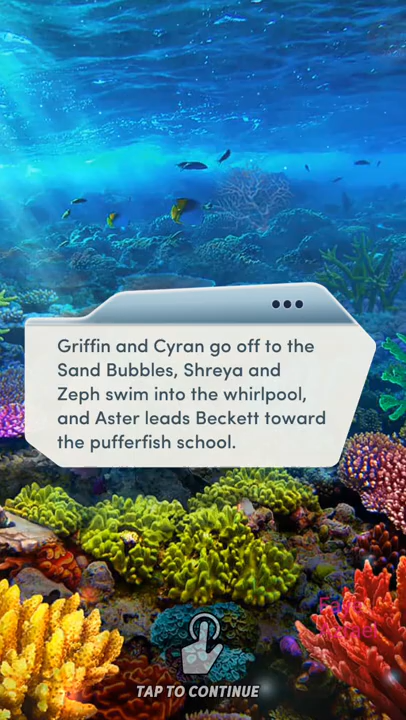 Griffin and Cyran go off to the
Sand Bubbles, Shreya and
Zeph swim into the whirlpool,
and Aster leads Beckett toward
the pufferfish school.
TAP TO CONTINUE